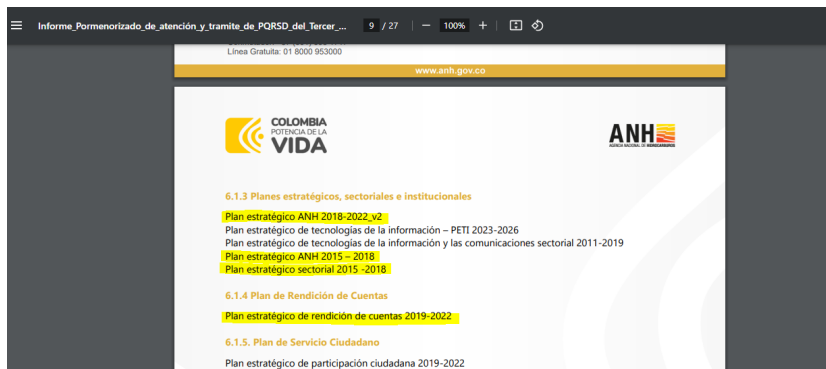 Informe_Pormenorizado_de_atención_y_tramite_de_PQRSD_del_Tercer_... 9 / 27 100%
Línea Gratuita: 01 8000 953000
www.anh.gov.co
COLOMBIA
POTENCIA DE LA
VIDA
ANH
AGENCIA NACIONAL DE HIDROCARBUROS
6.1.3 Planes estratégicos, sectoriales e institucionales
Plan estratégico ANH 2018-2022_v2
Plan estratégico de tecnologías de la información – PETI 2023-2026
Plan estratégico de tecnologías de la información y las comunicaciones sectorial 2011-2019
Plan estratégico ANH 2015 – 2018
Plan estratégico sectorial 2015 -2018
6.1.4 Plan de Rendición de Cuentas
Plan estratégico de rendición de cuentas 2019-2022
6.1.5. Plan de Servicio Ciudadano
Plan estratégico de participación ciudadana 2019-2022